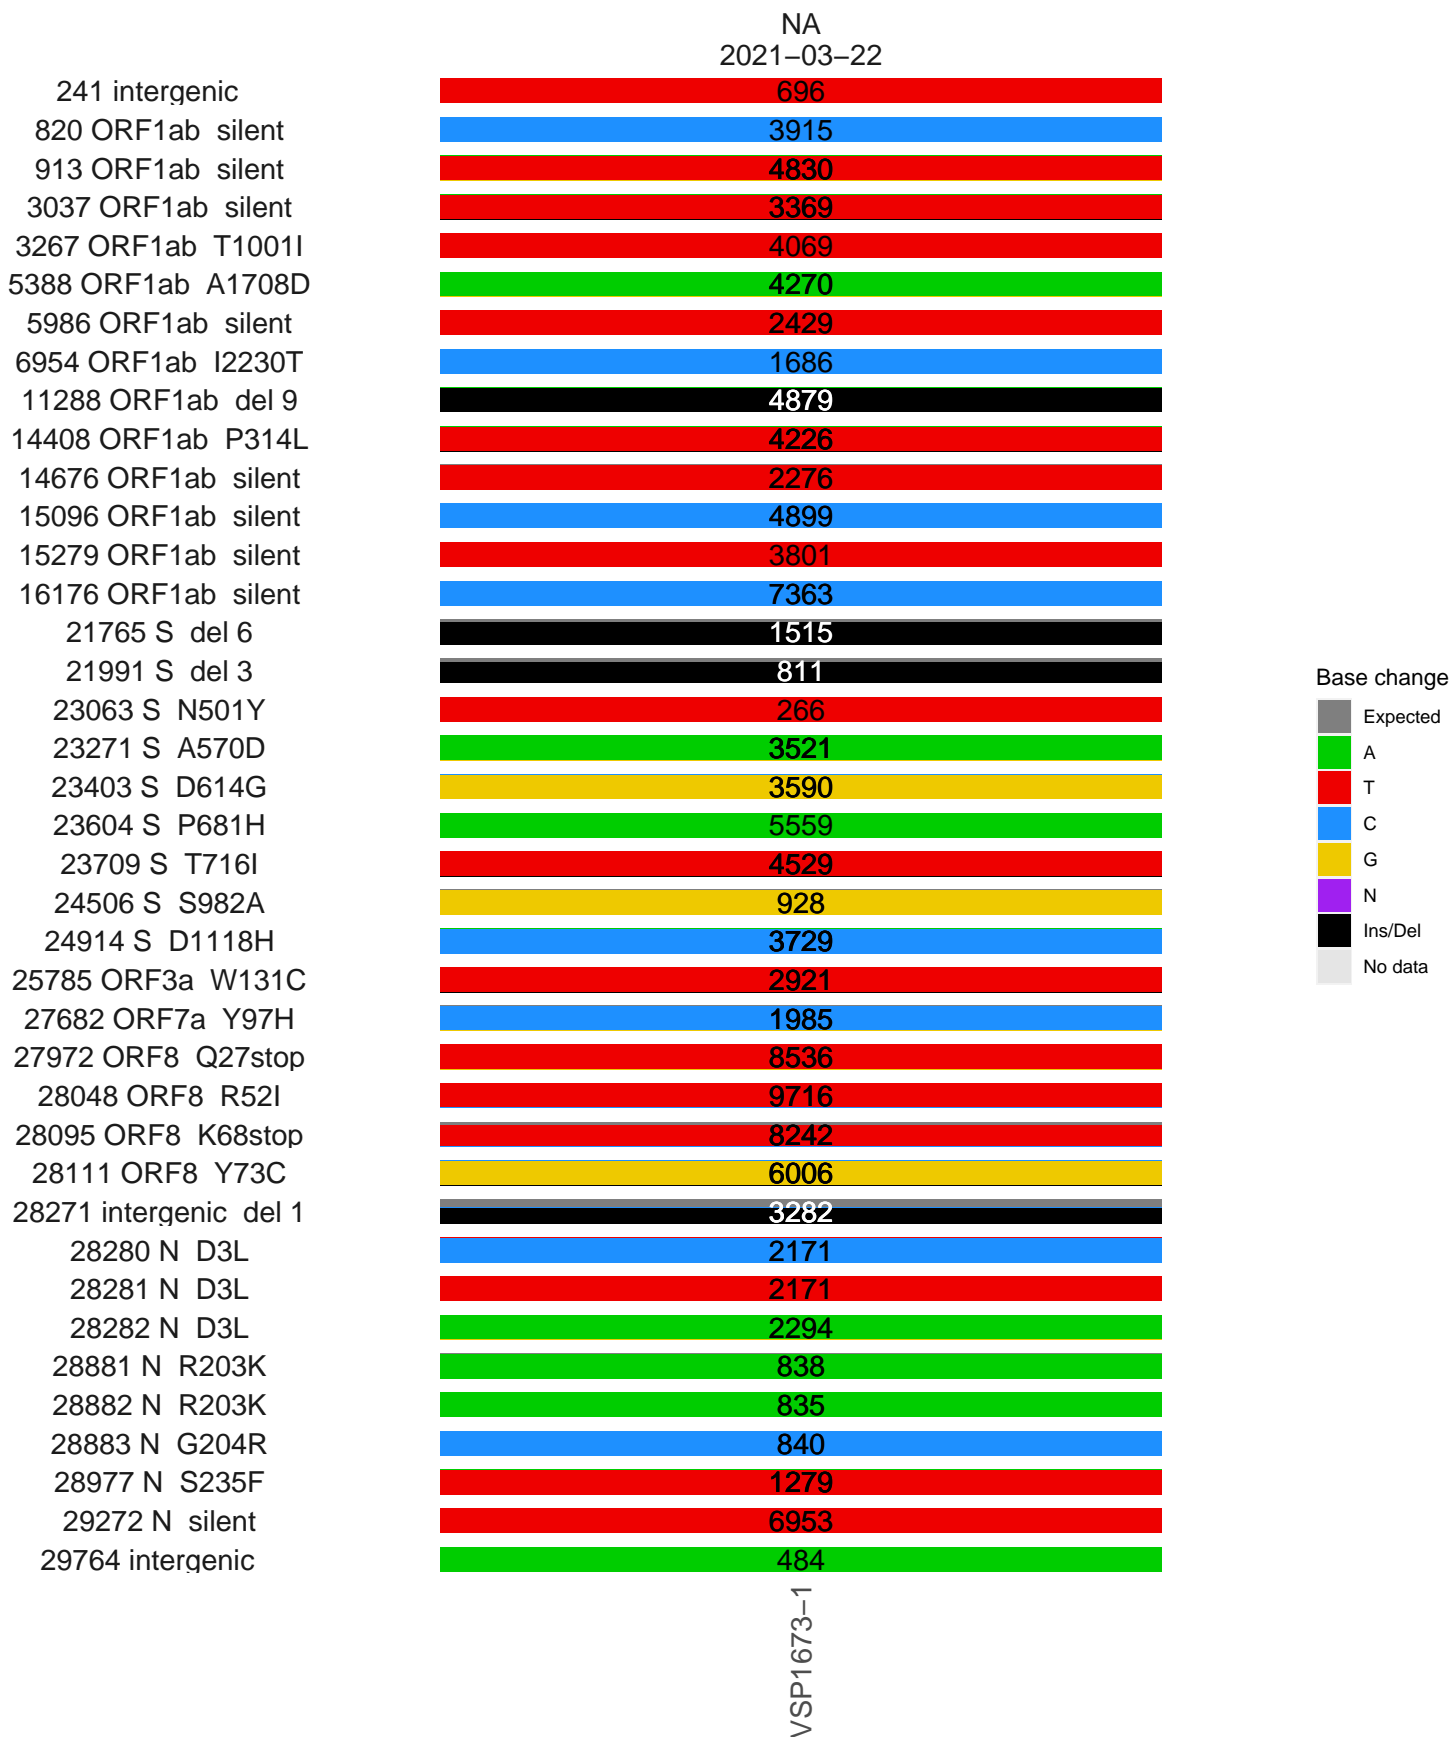 NA
2021−03−22
241 intergenic 696
820 ORF1ab silent 3915
913 ORF1ab silent 4830
3037 ORF1ab silent 3369
3267 ORF1ab T1001I 4069
5388 ORF1ab A1708D 4270
5986 ORF1ab silent 2429
6954 ORF1ab I2230T 1686
11288 ORF1ab del 9 4879
14408 ORF1ab P314L 4226
14676 ORF1ab silent 2276
15096 ORF1ab silent 4899
15279 ORF1ab silent 3801
16176 ORF1ab silent 7363
21765 S del 6 1515
21991 S del 3 811
23063 S N501Y 266
23271 S A570D 3521
23403 S D614G 3590
23604 S P681H 5559
23709 S T716I 4529
24506 S S982A 928
24914 S D1118H 3729
25785 ORF3a W131C 2921
27682 ORF7a Y97H 1985
27972 ORF8 Q27stop 8536
28048 ORF8 R52I 9716
28095 ORF8 K68stop 8242
28111 ORF8 Y73C 6006
28271 intergenic del 1 3282
28280 N D3L 2171
28281 N D3L 2171
28282 N D3L 2294
28881 N R203K 838
28882 N R203K 835
28883 N G204R 840
28977 N S235F 1279
29272 N silent 6953
29764 intergenic 484
VSP1673−1
Base change
Expected
A
T
C
G
N
Ins/Del
No data